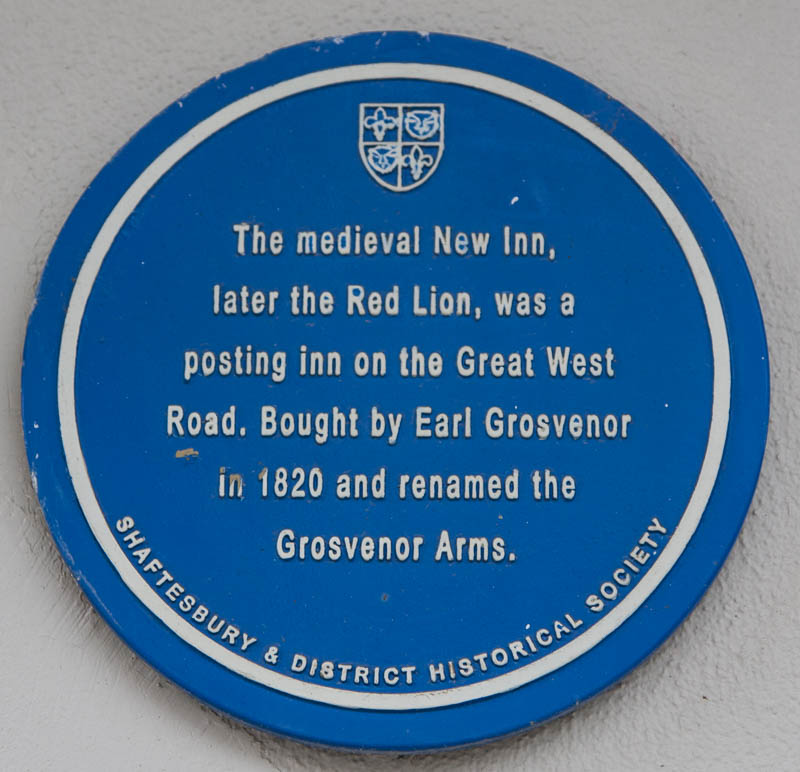 The medieval New Inn,
later the Red Lion, was a
posting inn on the Great West
Road. Bought by Earl Grosvenor
in 1820 and renamed the
Grosvenor Arms.
SHAFTESBURY & DISTRICT HISTORICAL SOCIETY